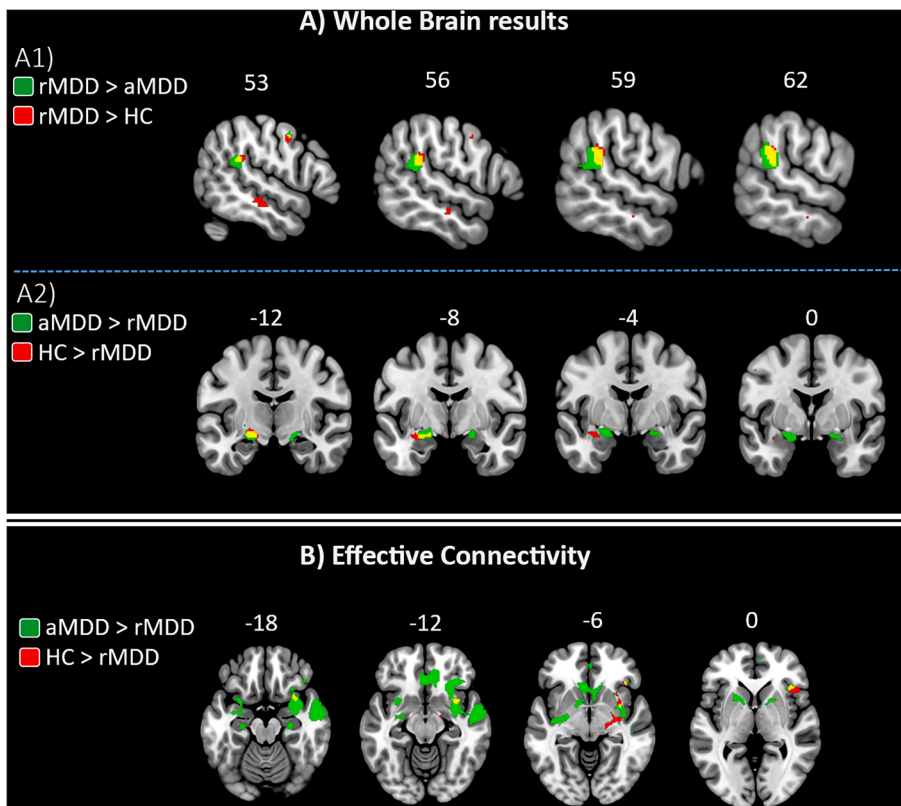 A) Whole Brain results
A1)
rMDD > aMDD
rMDD > HC
53 56 59 62
A2)
aMDD > rMDD
HC > rMDD
-12 -8 -4 0
B) Effective Connectivity
aMDD > rMDD
HC > rMDD
-18 -12 -6 0